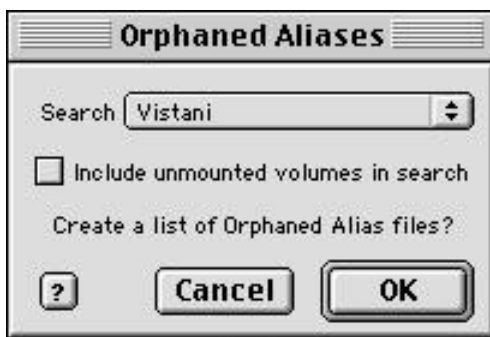 Orphaned Aliases
Search Vistani
Include unmounted volumes in search
Create a list of Orphaned Alias files?
? Cancel OK